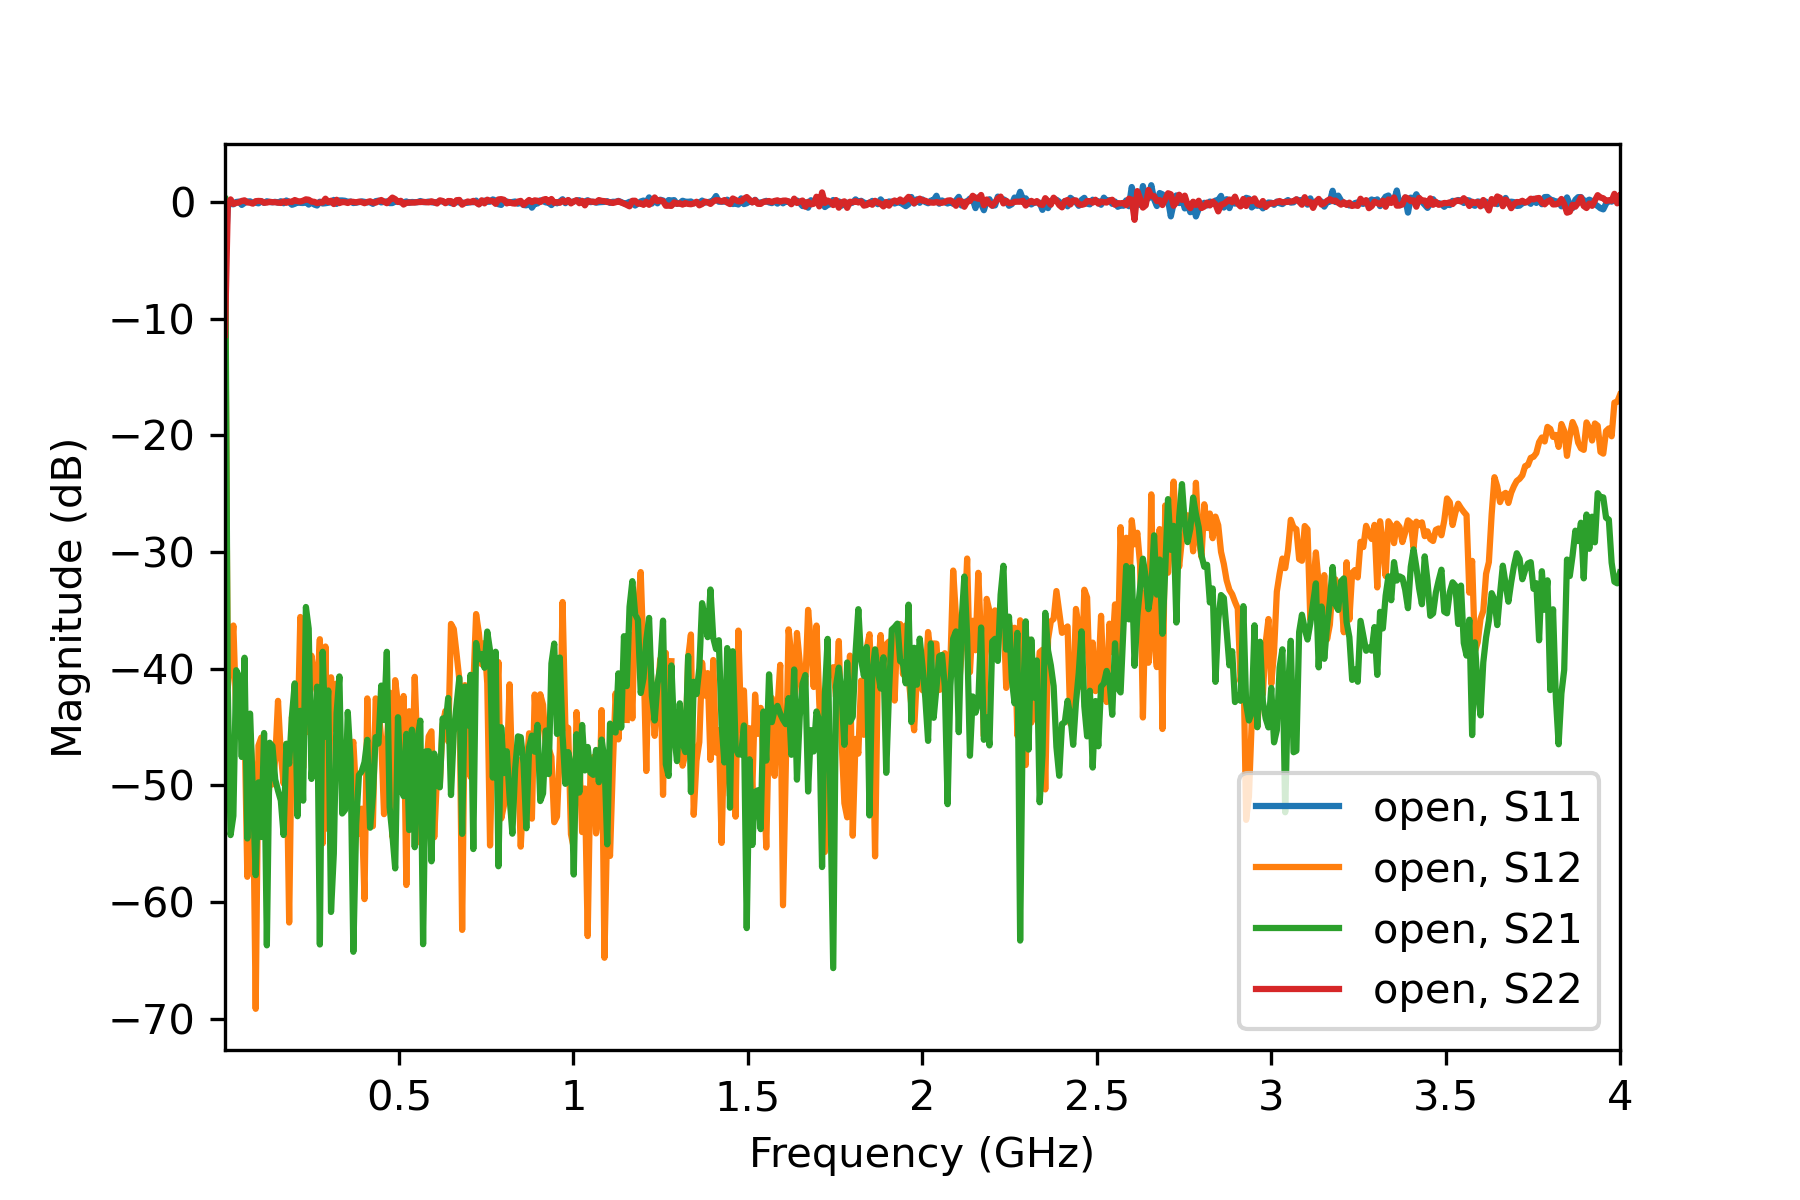 Magnitude (dB)
0
−10
−20
−30
−40
−50
−60
−70
open, S11
open, S12
open, S21
open, S22
0.5 1 1.5 2 2.5 3 3.5 4
Frequency (GHz)